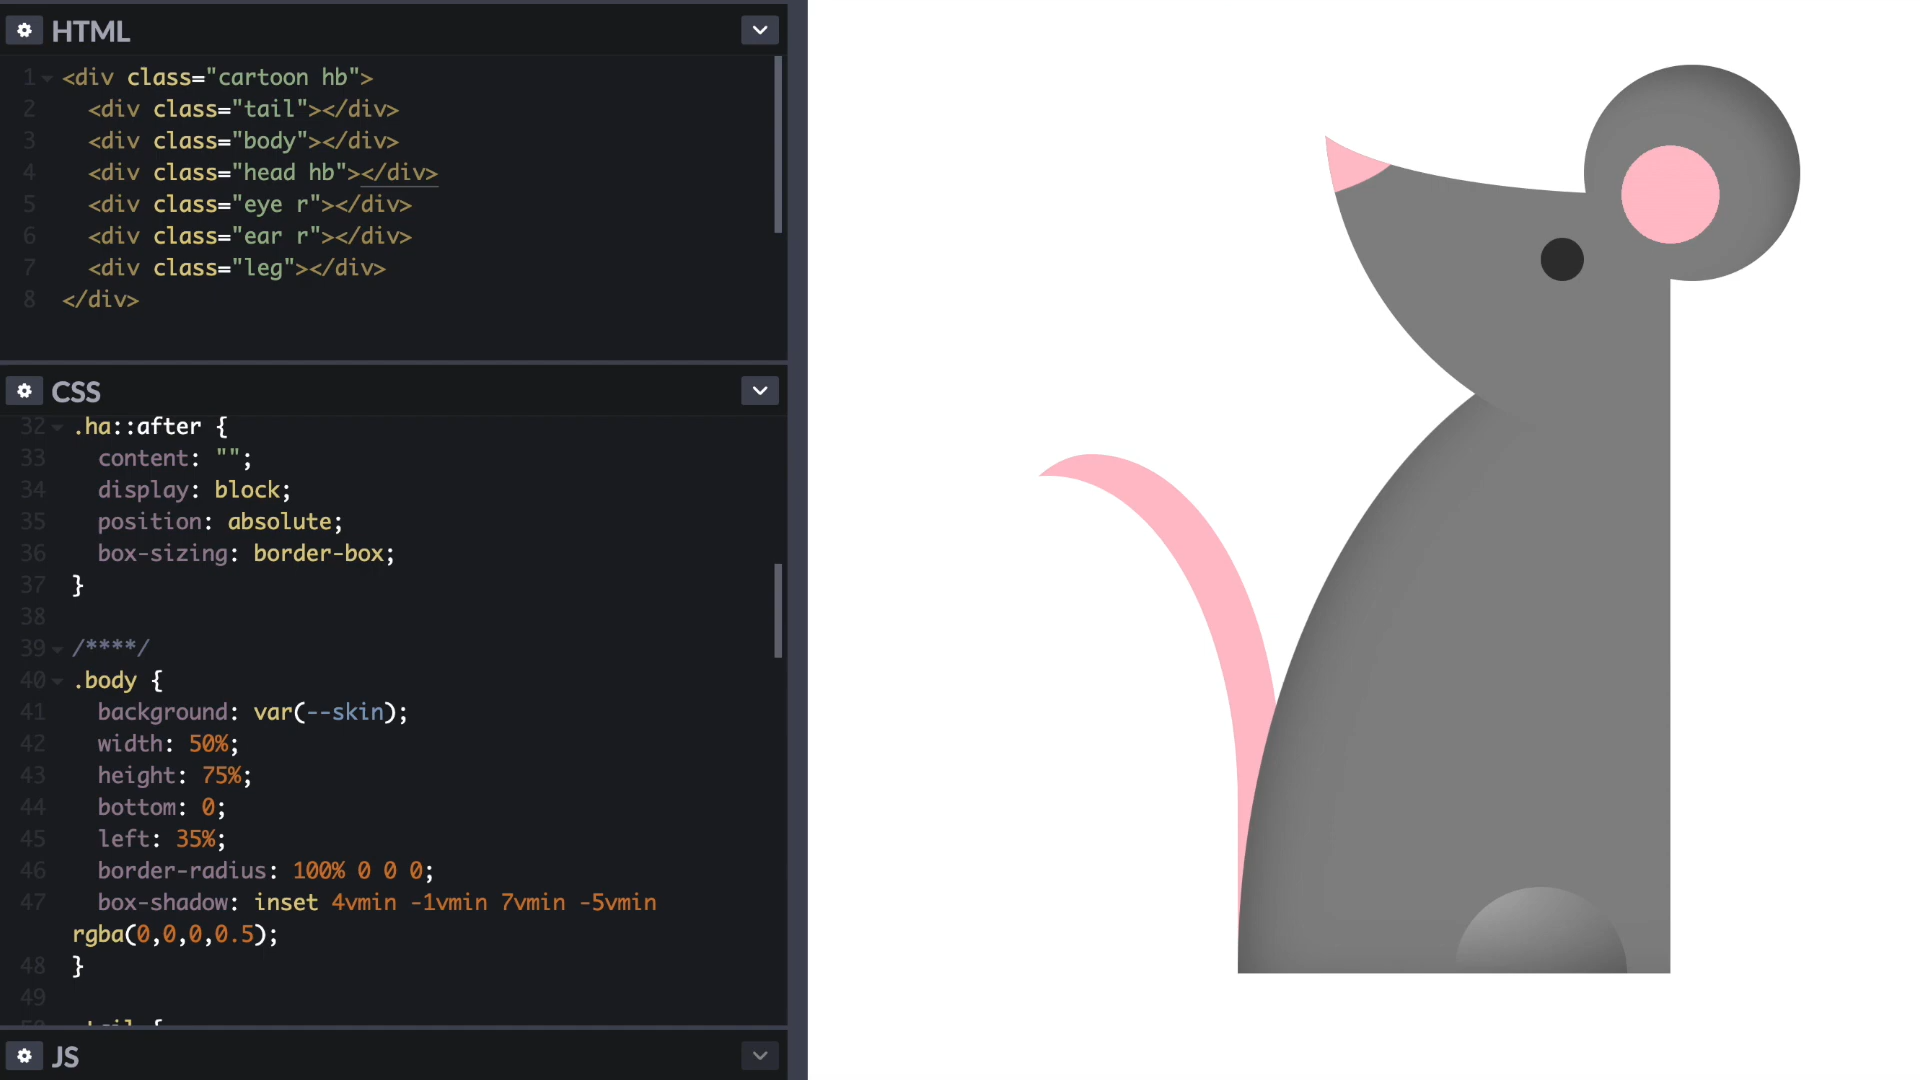 HTML
1 <div class="cartoon hb">
2 <div class="tail"></div>
3 <div class="body"></div>
4 <div class="head hb"></div>
5 <div class="eye r"></div>
6 <div class="ear r"></div>
7 <div class="leg"></div>
8 </div>
CSS
32 .ha::after {
33 content: "";
34 display: block;
35 position: absolute;
36 box-sizing: border-box;
37 }
38
39 /****/
40 .body {
41 background: var(--skin);
42 width: 50%;
43 height: 75%;
44 bottom: 0;
45 left: 35%;
46 border-radius: 100% 0 0 0;
47 box-shadow: inset 4vmin -1vmin 7vmin -5vmin
rgba(0,0,0,0.5);
48 }
49
JS